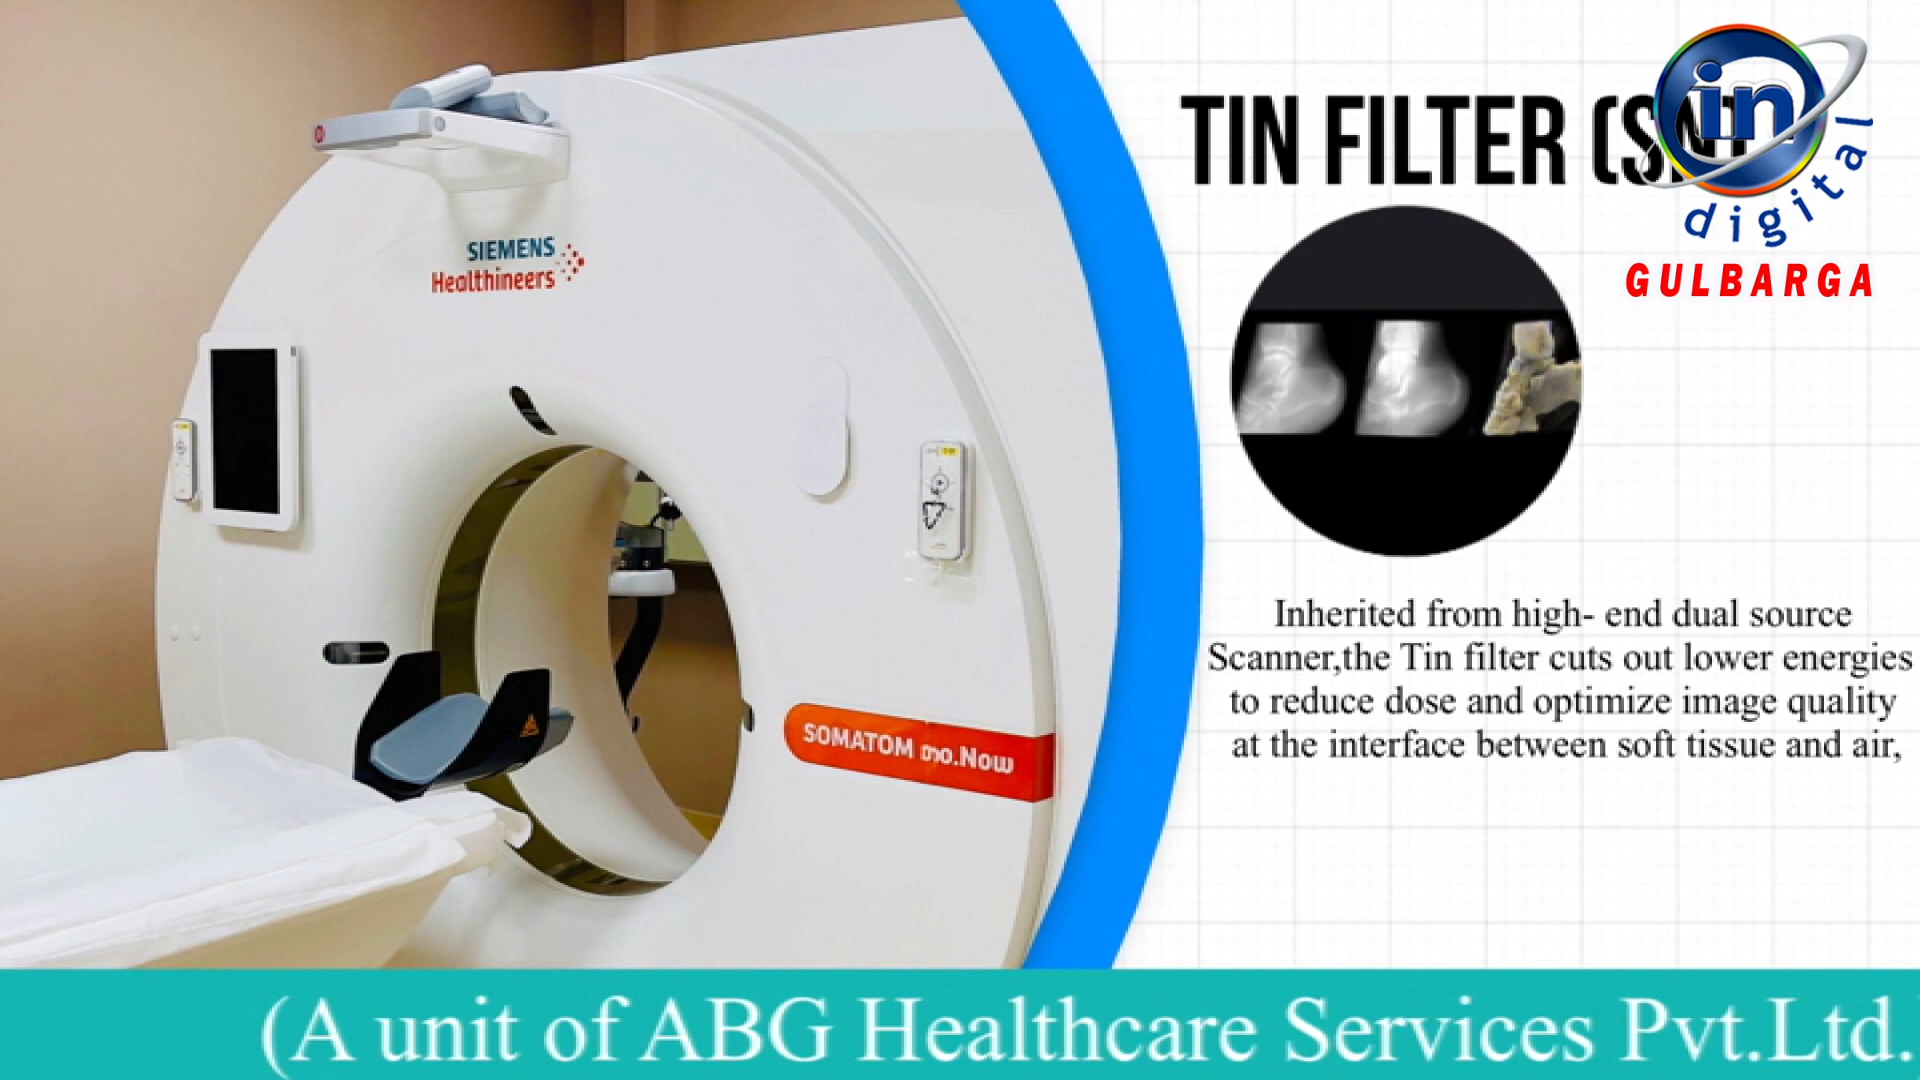 SIEMENS
Healthineers
SOMATOM go.Now
TIN FILTER
in
digital
GULBARGA
Inherited from high- end dual source
Scanner,the Tin filter cuts out lower energies
to reduce dose and optimize image quality
at the interface between soft tissue and air,
(A unit of ABG Healthcare Services Pvt.Ltd.